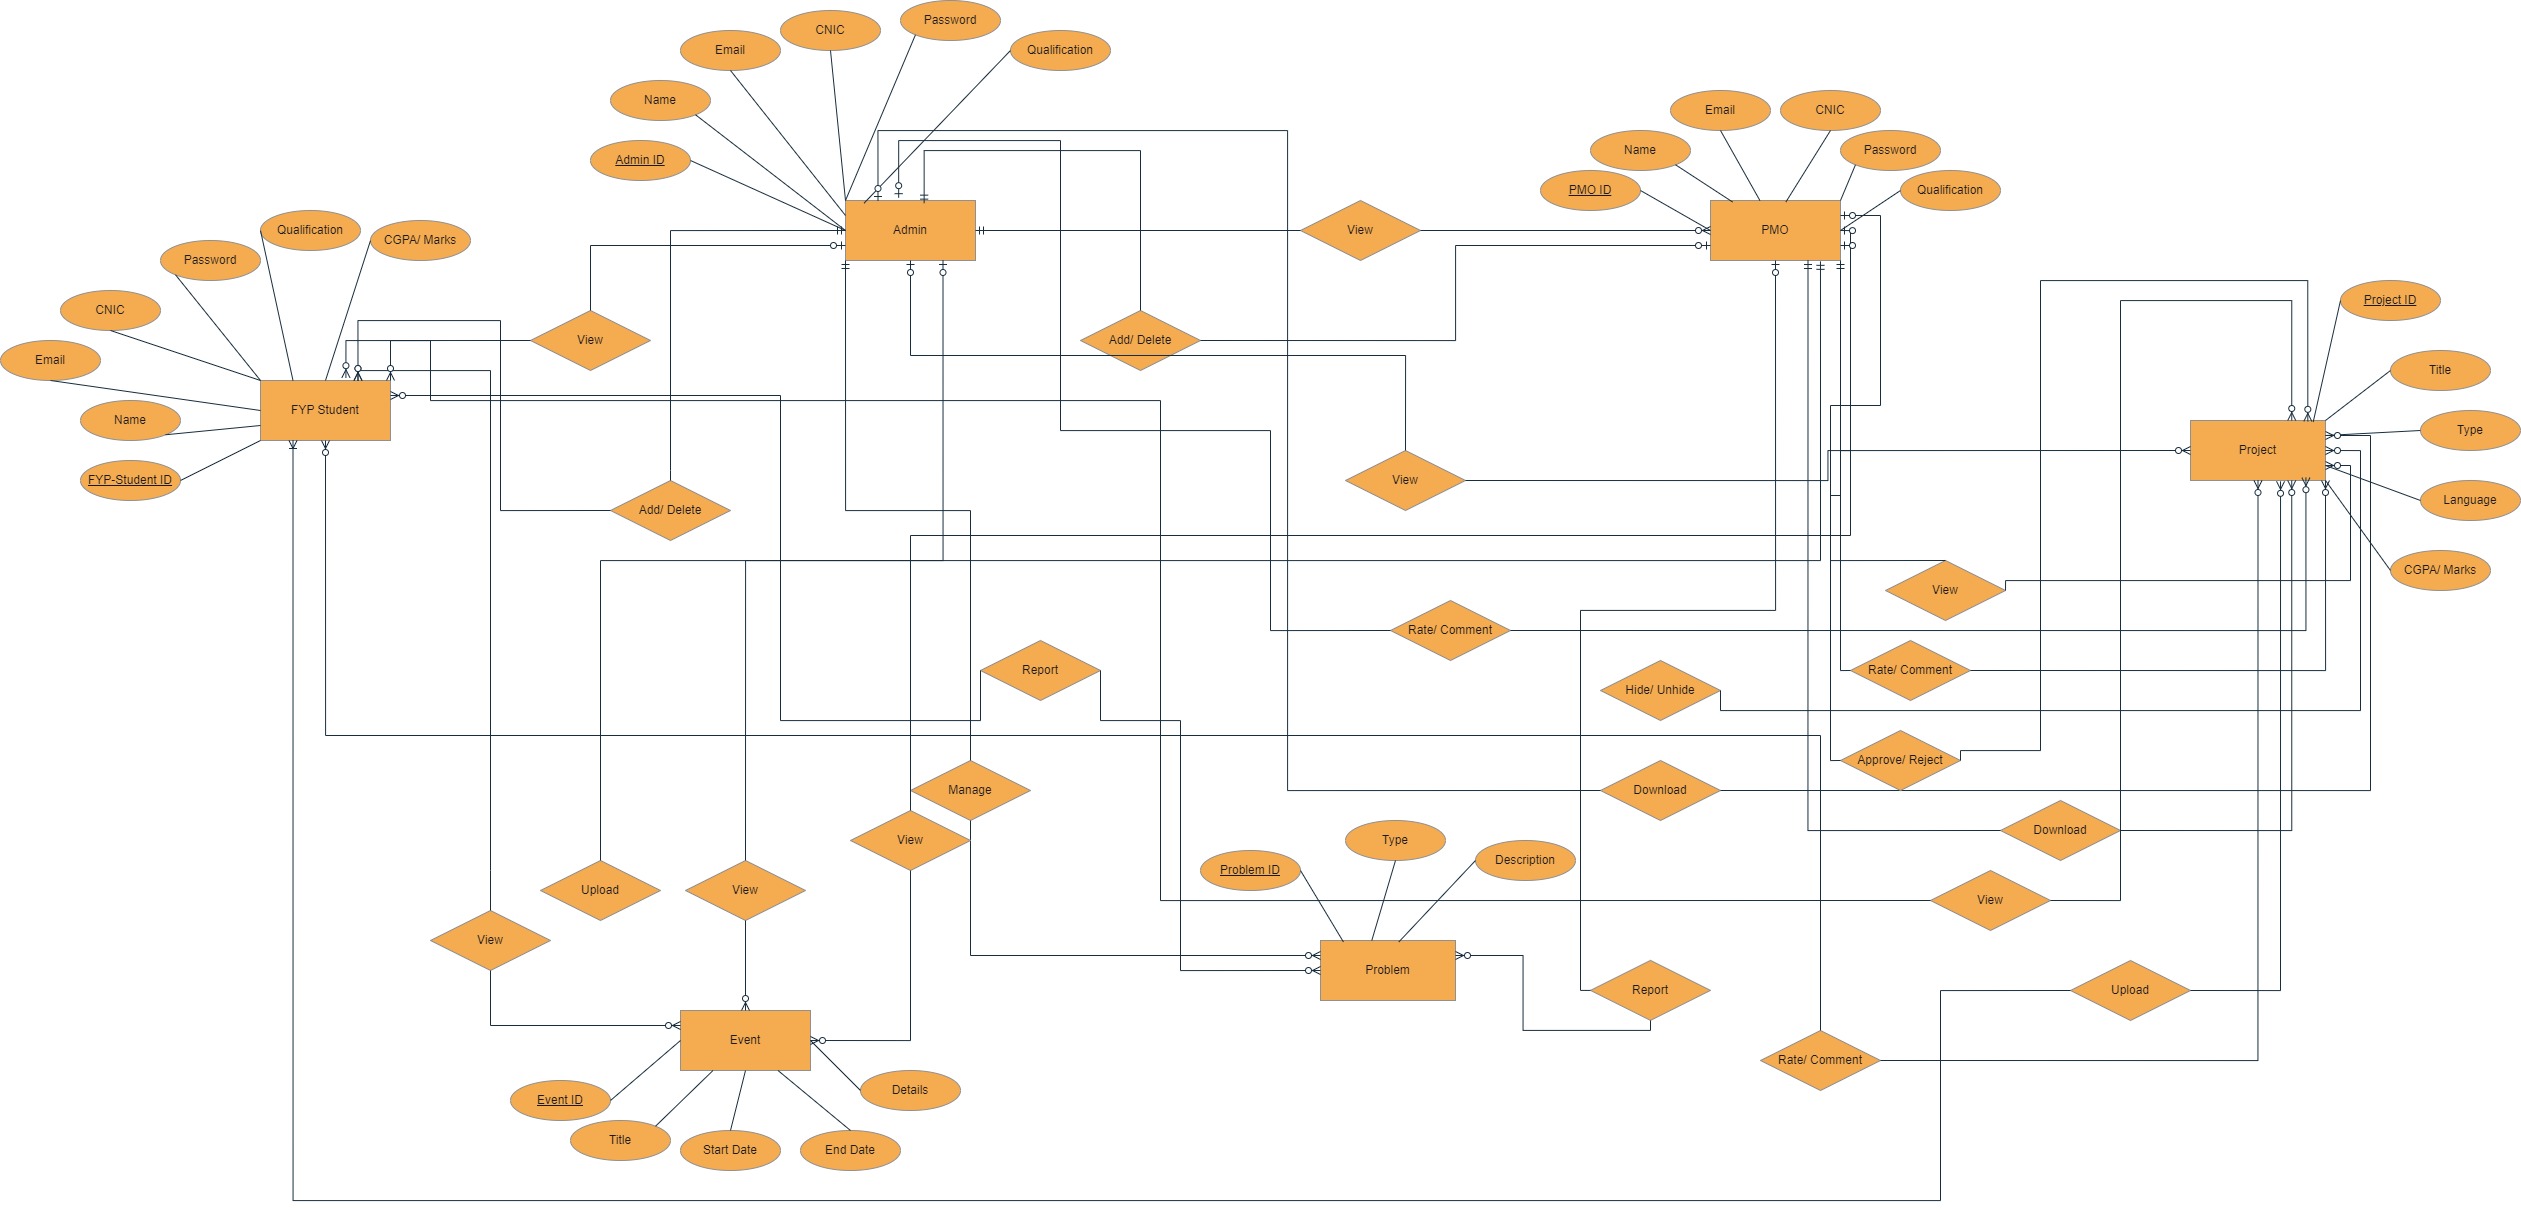 Password
CNIC
Email
Qualification
Name
Email
CNIC
Name
Password
Admin ID
PMO ID
Qualification
Qualification
CGPA/ Marks
Admin
View
PMO
Password
Project ID
CNIC
View
Add/ Delete
Email
Title
FYP Student
Name
Type
Project
FYP-Student ID
View
Language
Add/ Delete
CGPA/ Marks
View
Rate/ Comment
Report
Rate/ Comment
Hide/ Unhide
Approve/ Reject
Manage
Download
Download
View
Type
Problem ID
Description
Upload
View
View
View
Problem
Report
Upload
Event
Rate/ Comment
Details
Event ID
Title
Start Date
End Date